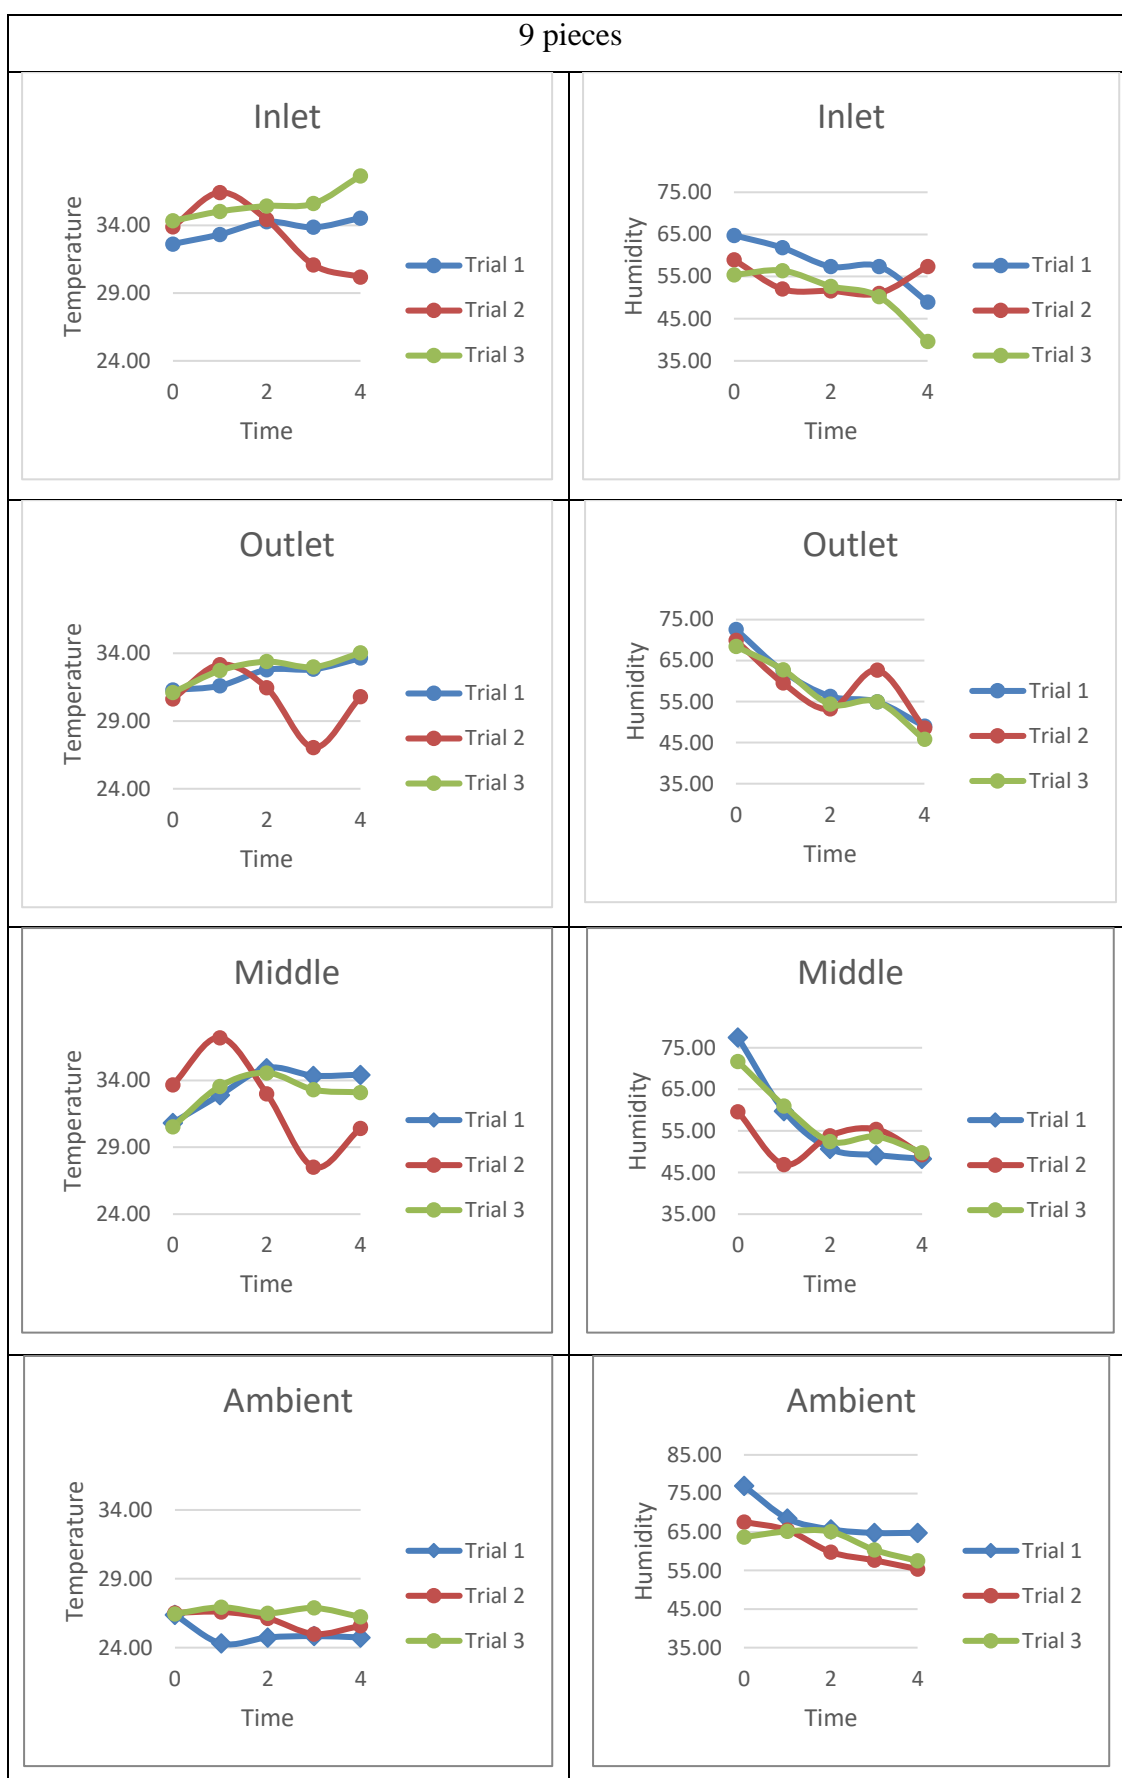 9 pieces
Inlet
Temperature
34.00
29.00
24.00
0 2 4
Time
Trial 1
Trial 2
Trial 3
Inlet
Humidity
75.00
65.00
55.00
45.00
35.00
0 2 4
Time
Trial 1
Trial 2
Trial 3
Outlet
Temperature
34.00
29.00
24.00
0 2 4
Time
Trial 1
Trial 2
Trial 3
Outlet
Humidity
75.00
65.00
55.00
45.00
35.00
0 2 4
Time
Trial 1
Trial 2
Trial 3
Middle
Temperature
34.00
29.00
24.00
0 2 4
Time
Trial 1
Trial 2
Trial 3
Middle
Humidity
75.00
65.00
55.00
45.00
35.00
0 2 4
Time
Trial 1
Trial 2
Trial 3
Ambient
Temperature
34.00
29.00
24.00
0 2 4
Time
Trial 1
Trial 2
Trial 3
Ambient
Humidity
85.00
75.00
65.00
55.00
45.00
35.00
0 2 4
Time
Trial 1
Trial 2
Trial 3